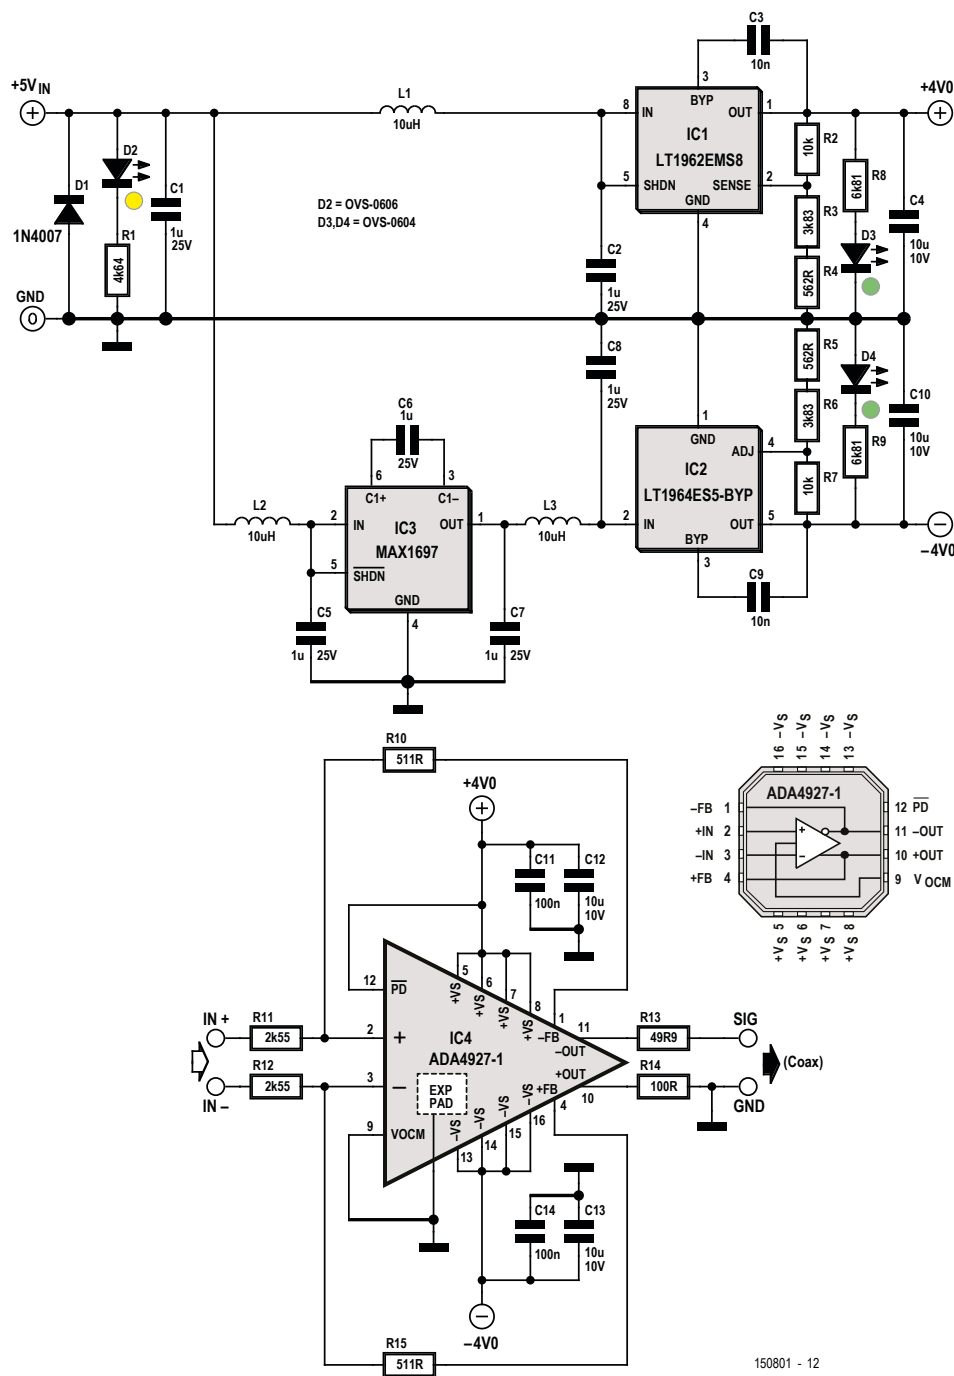 C3
10n
+5VIN
L1
10uH
+4V0
3
8
IN
BYP
OUT
1
IC1
LT1962EMS8
5
SHDN
SENSE
2
GND
4
10k
R2
3k83
R3
562R
R4
6k81
R8
D3
C4
10u
10V
D1
1N4007
D2
R1
4k64
C1
1u
25V
D2 = OVS-0606
D3,D4 = OVS-0604
C2
1u
25V
GND
0
C8
1u
25V
562R
R5
3k83
R6
10k
R7
D4
6k81
R9
C10
10u
10V
1
GND
ADJ
4
IC2
LT1964ES5-BYP
2
IN
OUT
5
BYP
3
C9
10n
–4V0
C6
1u
25V
6
3
C1+
C1–
L2
10uH
2
IN
OUT
1
IC3
MAX1697
5
SHDN
GND
4
L3
10uH
C5
1u
25V
C7
1u
25V
R10
511R
+4V0
C11
100n
C12
10u
10V
16 –VS
15 –VS
14 –VS
13 –VS
ADA4927-1
–FB 1
+IN 2
–IN 3
+FB 4
12 PD
11 –OUT
10 +OUT
9 VOCM
+
–
+VS 5
+VS 6
+VS 7
+VS 8
12
PD
5
+VS
6
+VS
7
+VS
8
+VS
1
–FB
11
–OUT
IN +
R11
2k55
2
+
IC4
ADA4927-1
R13
49R9
SIG
(Coax)
IN –
R12
2k55
3
–
EXP
PAD
+OUT
10
+FB
4
R14
100R
GND
9
VOCM
–VS
13
–VS
14
–VS
15
–VS
16
C14
100n
C13
10u
10V
–4V0
R15
511R
150801 - 12